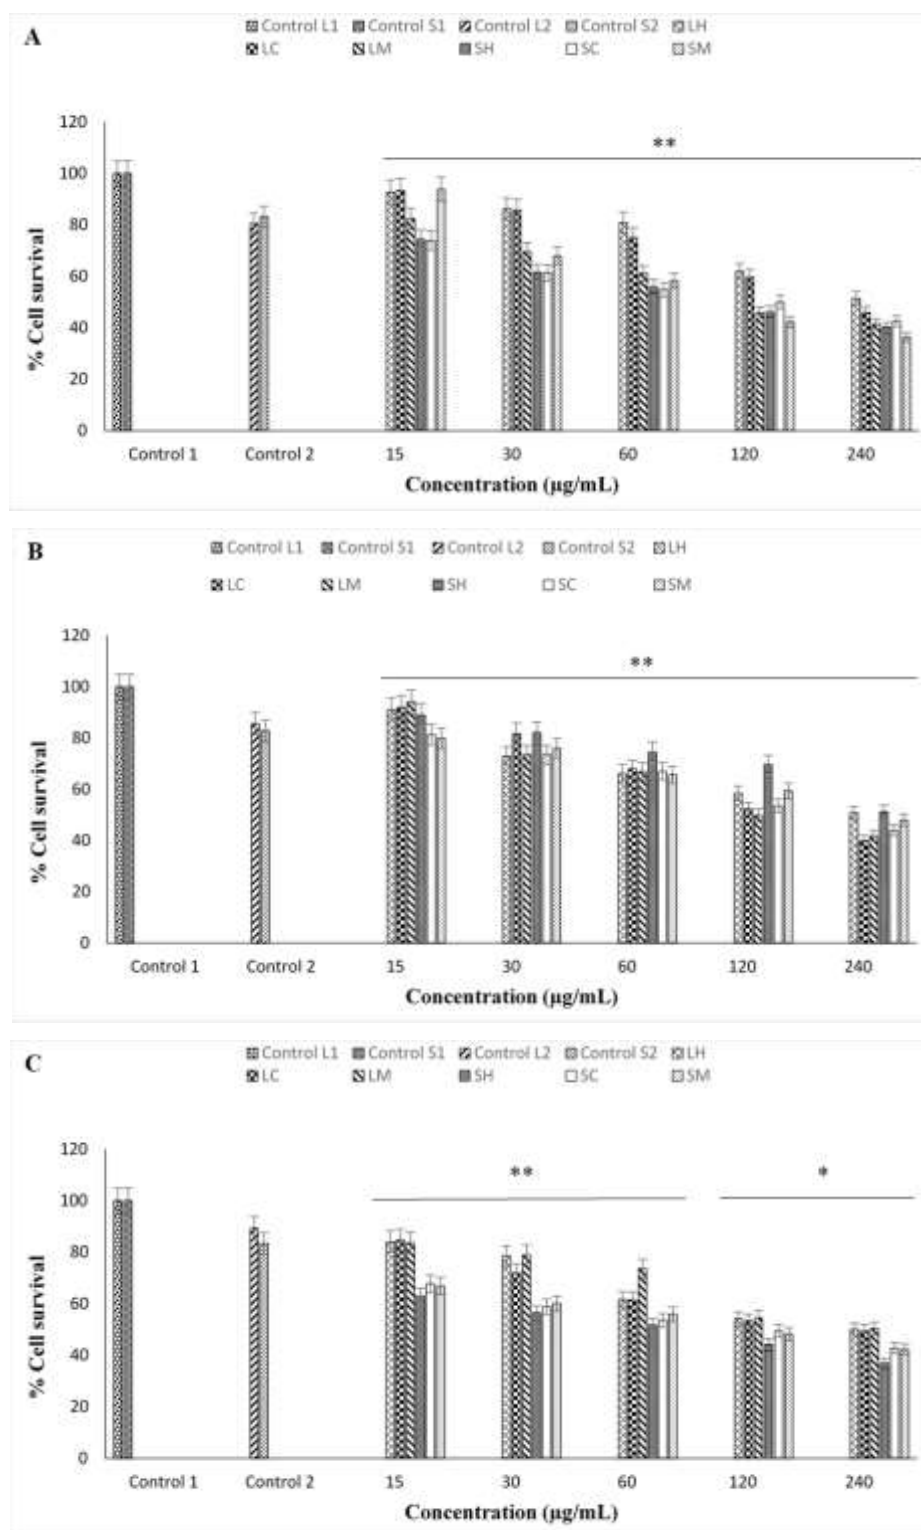 A
Control L1 Control S1 Control L2 Control S2 LH
LC LM SH SC SM
120
**
100
80
60
40
20
0
% Cell survival
Control 1 Control 2 15 30 60 120 240
Concentration (µg/mL)
B
Control L1 Control S1 Control L2 Control S2 LH
LC LM SH SC SM
120
**
100
80
60
40
20
0
% Cell survival
Control 1 Control 2 15 30 60 120 240
Concentration (µg/mL)
C
Control L1 Control S1 Control L2 Control S2 LH
LC LM SH SC SM
120
** *
100
80
60
40
20
0
% Cell survival
Control 1 Control 2 15 30 60 120 240
Concentration (µg/mL)